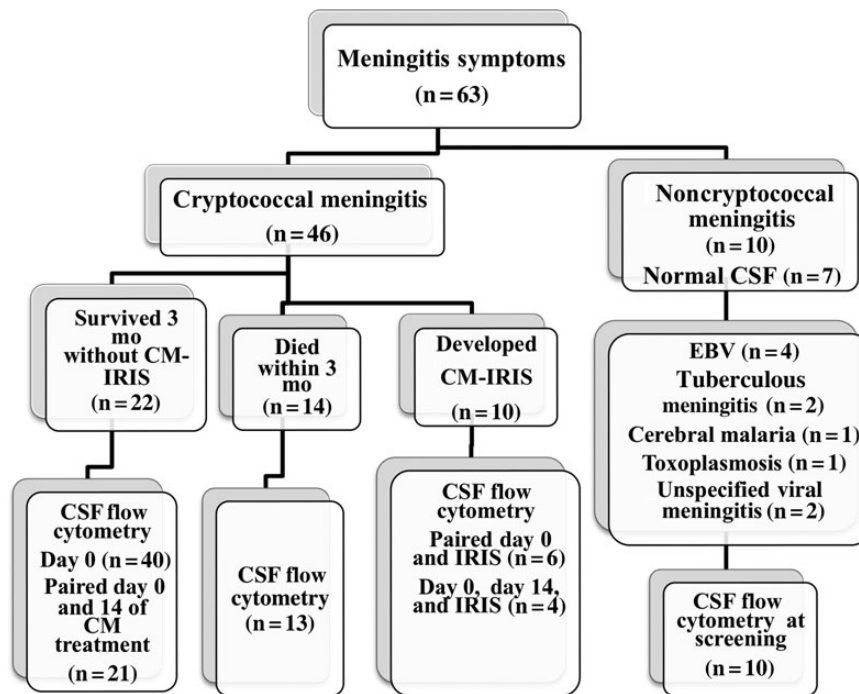 Meningitis symptoms
(n=63)
Cryptococcal meningitis
(n=46)
Noncryptococcal
meningitis
(n=10)
Normal CSF (n=7)
Survived 3
mo
without CM-
IRIS
(n=22)
Died
within 3
mo
(n=14)
Developed
CM-IRIS
(n=10)
EBV (n=4)
Tuberculous
meningitis (n=2)
Cerebral malaria (n=1)
Toxoplasmosis (n=1)
Unspecified viral
meningitis (n=2)
CSF flow
cytometry
Day 0 (n=40)
Paired day 0
and 14 of
CM
treatment
(n=21)
CSF flow
cytometry
(n=13)
CSF flow
cytometry
Paired day 0
and IRIS (n=6)
Day 0, day 14,
and IRIS (n=4)
CSF flow
cytometry at
screening
(n=10)